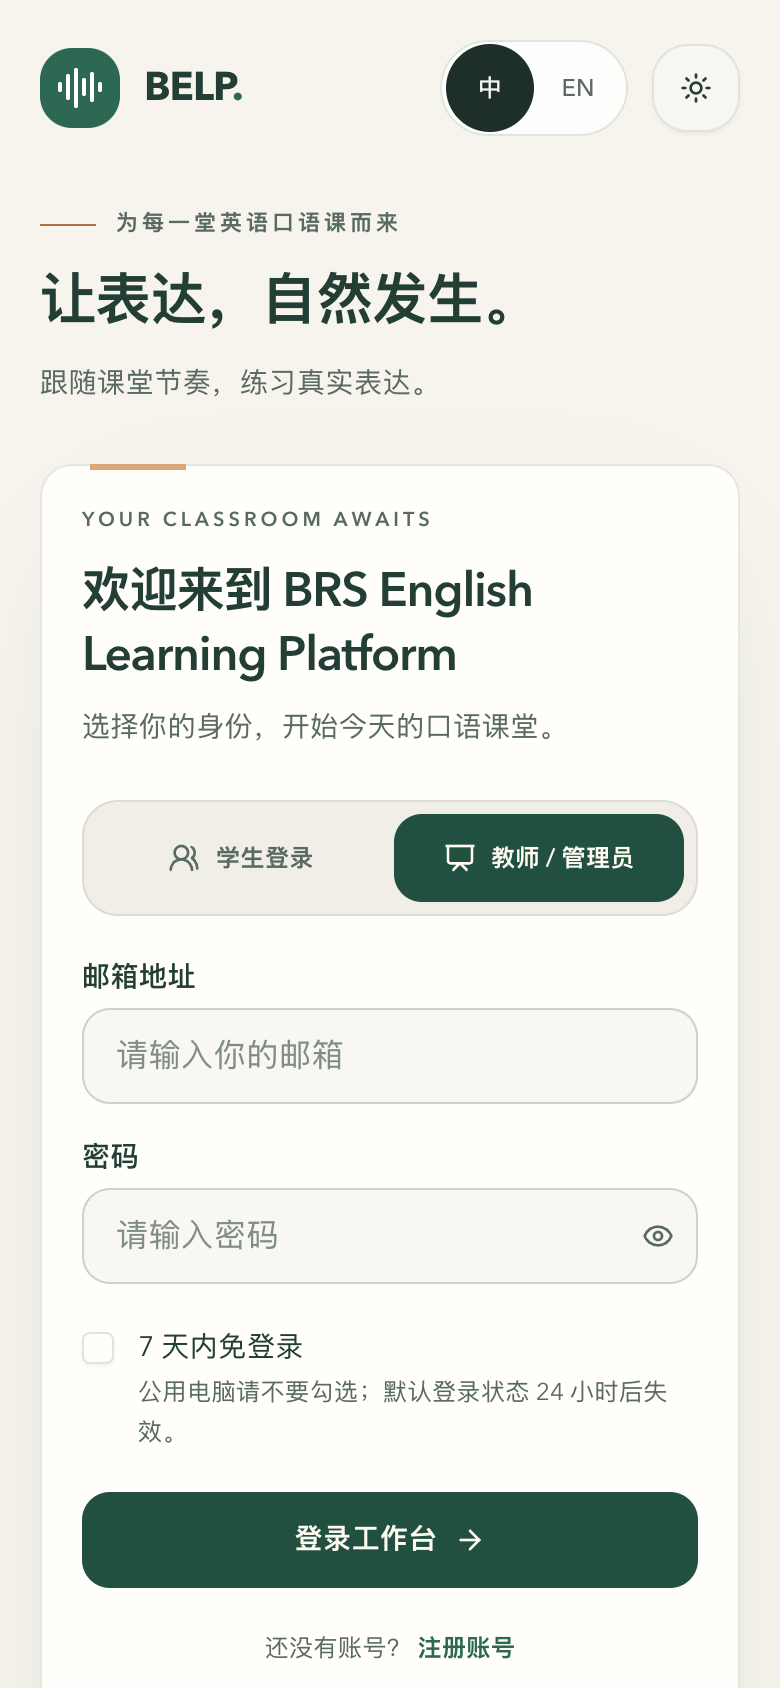 BELP.
中 EN
为每一堂英语口语课而来
让表达，自然发生。
跟随课堂节奏，练习真实表达。
YOUR CLASSROOM AWAITS
欢迎来到 BRS English
Learning Platform
选择你的身份，开始今天的口语课堂。
学生登录 教师 / 管理员
邮箱地址
请输入你的邮箱
密码
请输入密码
7 天内免登录
公用电脑请不要勾选；默认登录状态 24 小时后失
效。
登录工作台 →
还没有账号？ 注册账号